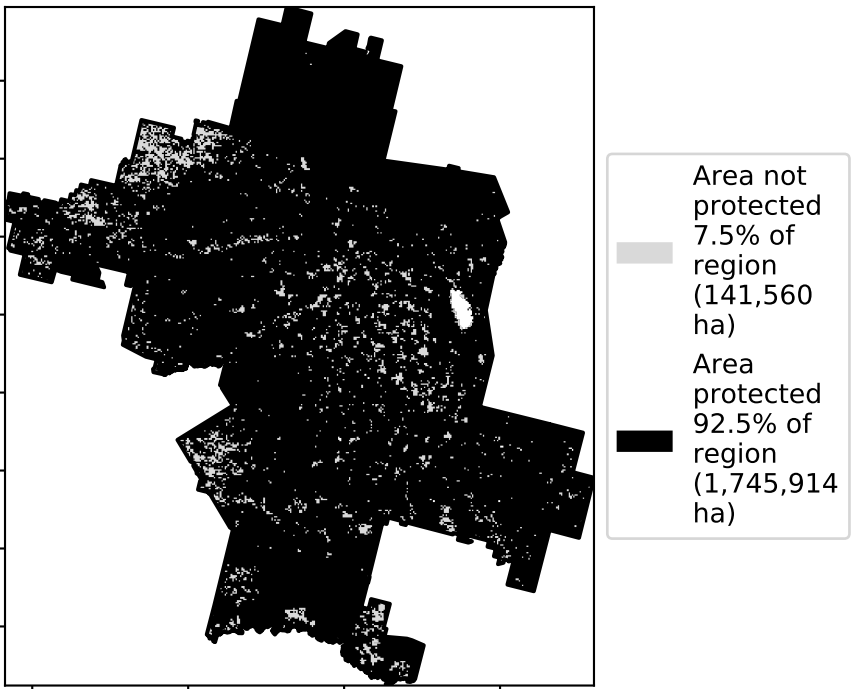 Area not
protected
7.5% of
region
(141,560
ha)
Area
protected
92.5% of
region
(1,745,914
ha)